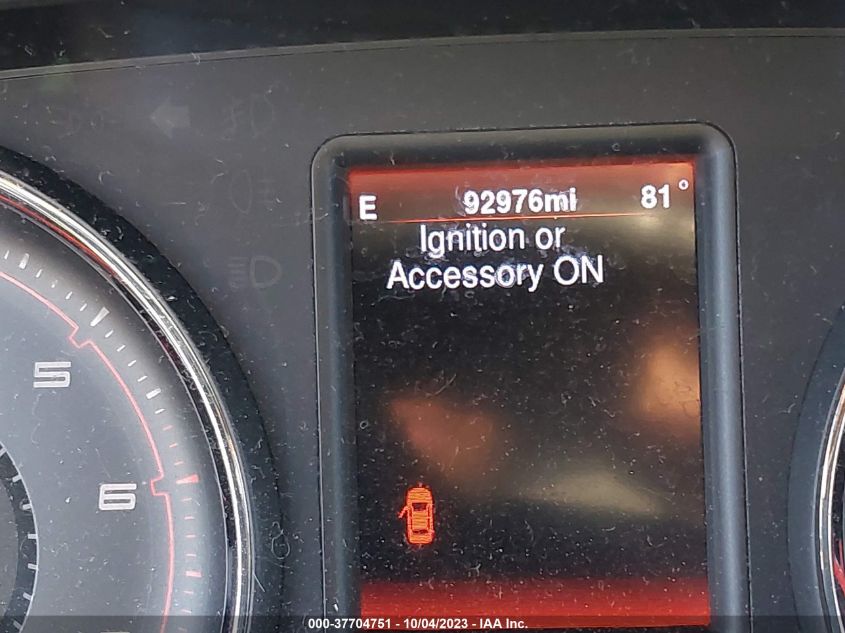 E 92976mi 81°
Ignition or
Accessory ON
5
6
000-37704751 - 10/04/2023 - IAA Inc.